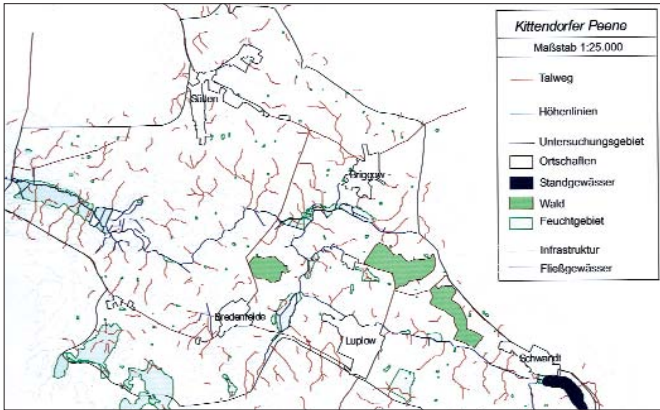 Kittendorfer Peene
Maßstab 1:25.000
Talweg
Höhenlinien
Untersuchungsgebiet
Ortschaften
Standgewässer
Wald
Feuchtgebiet
Infrastruktur
Fließgewässer
Sülten
Briggow
Bredenfelde
Luplow
Schwandt